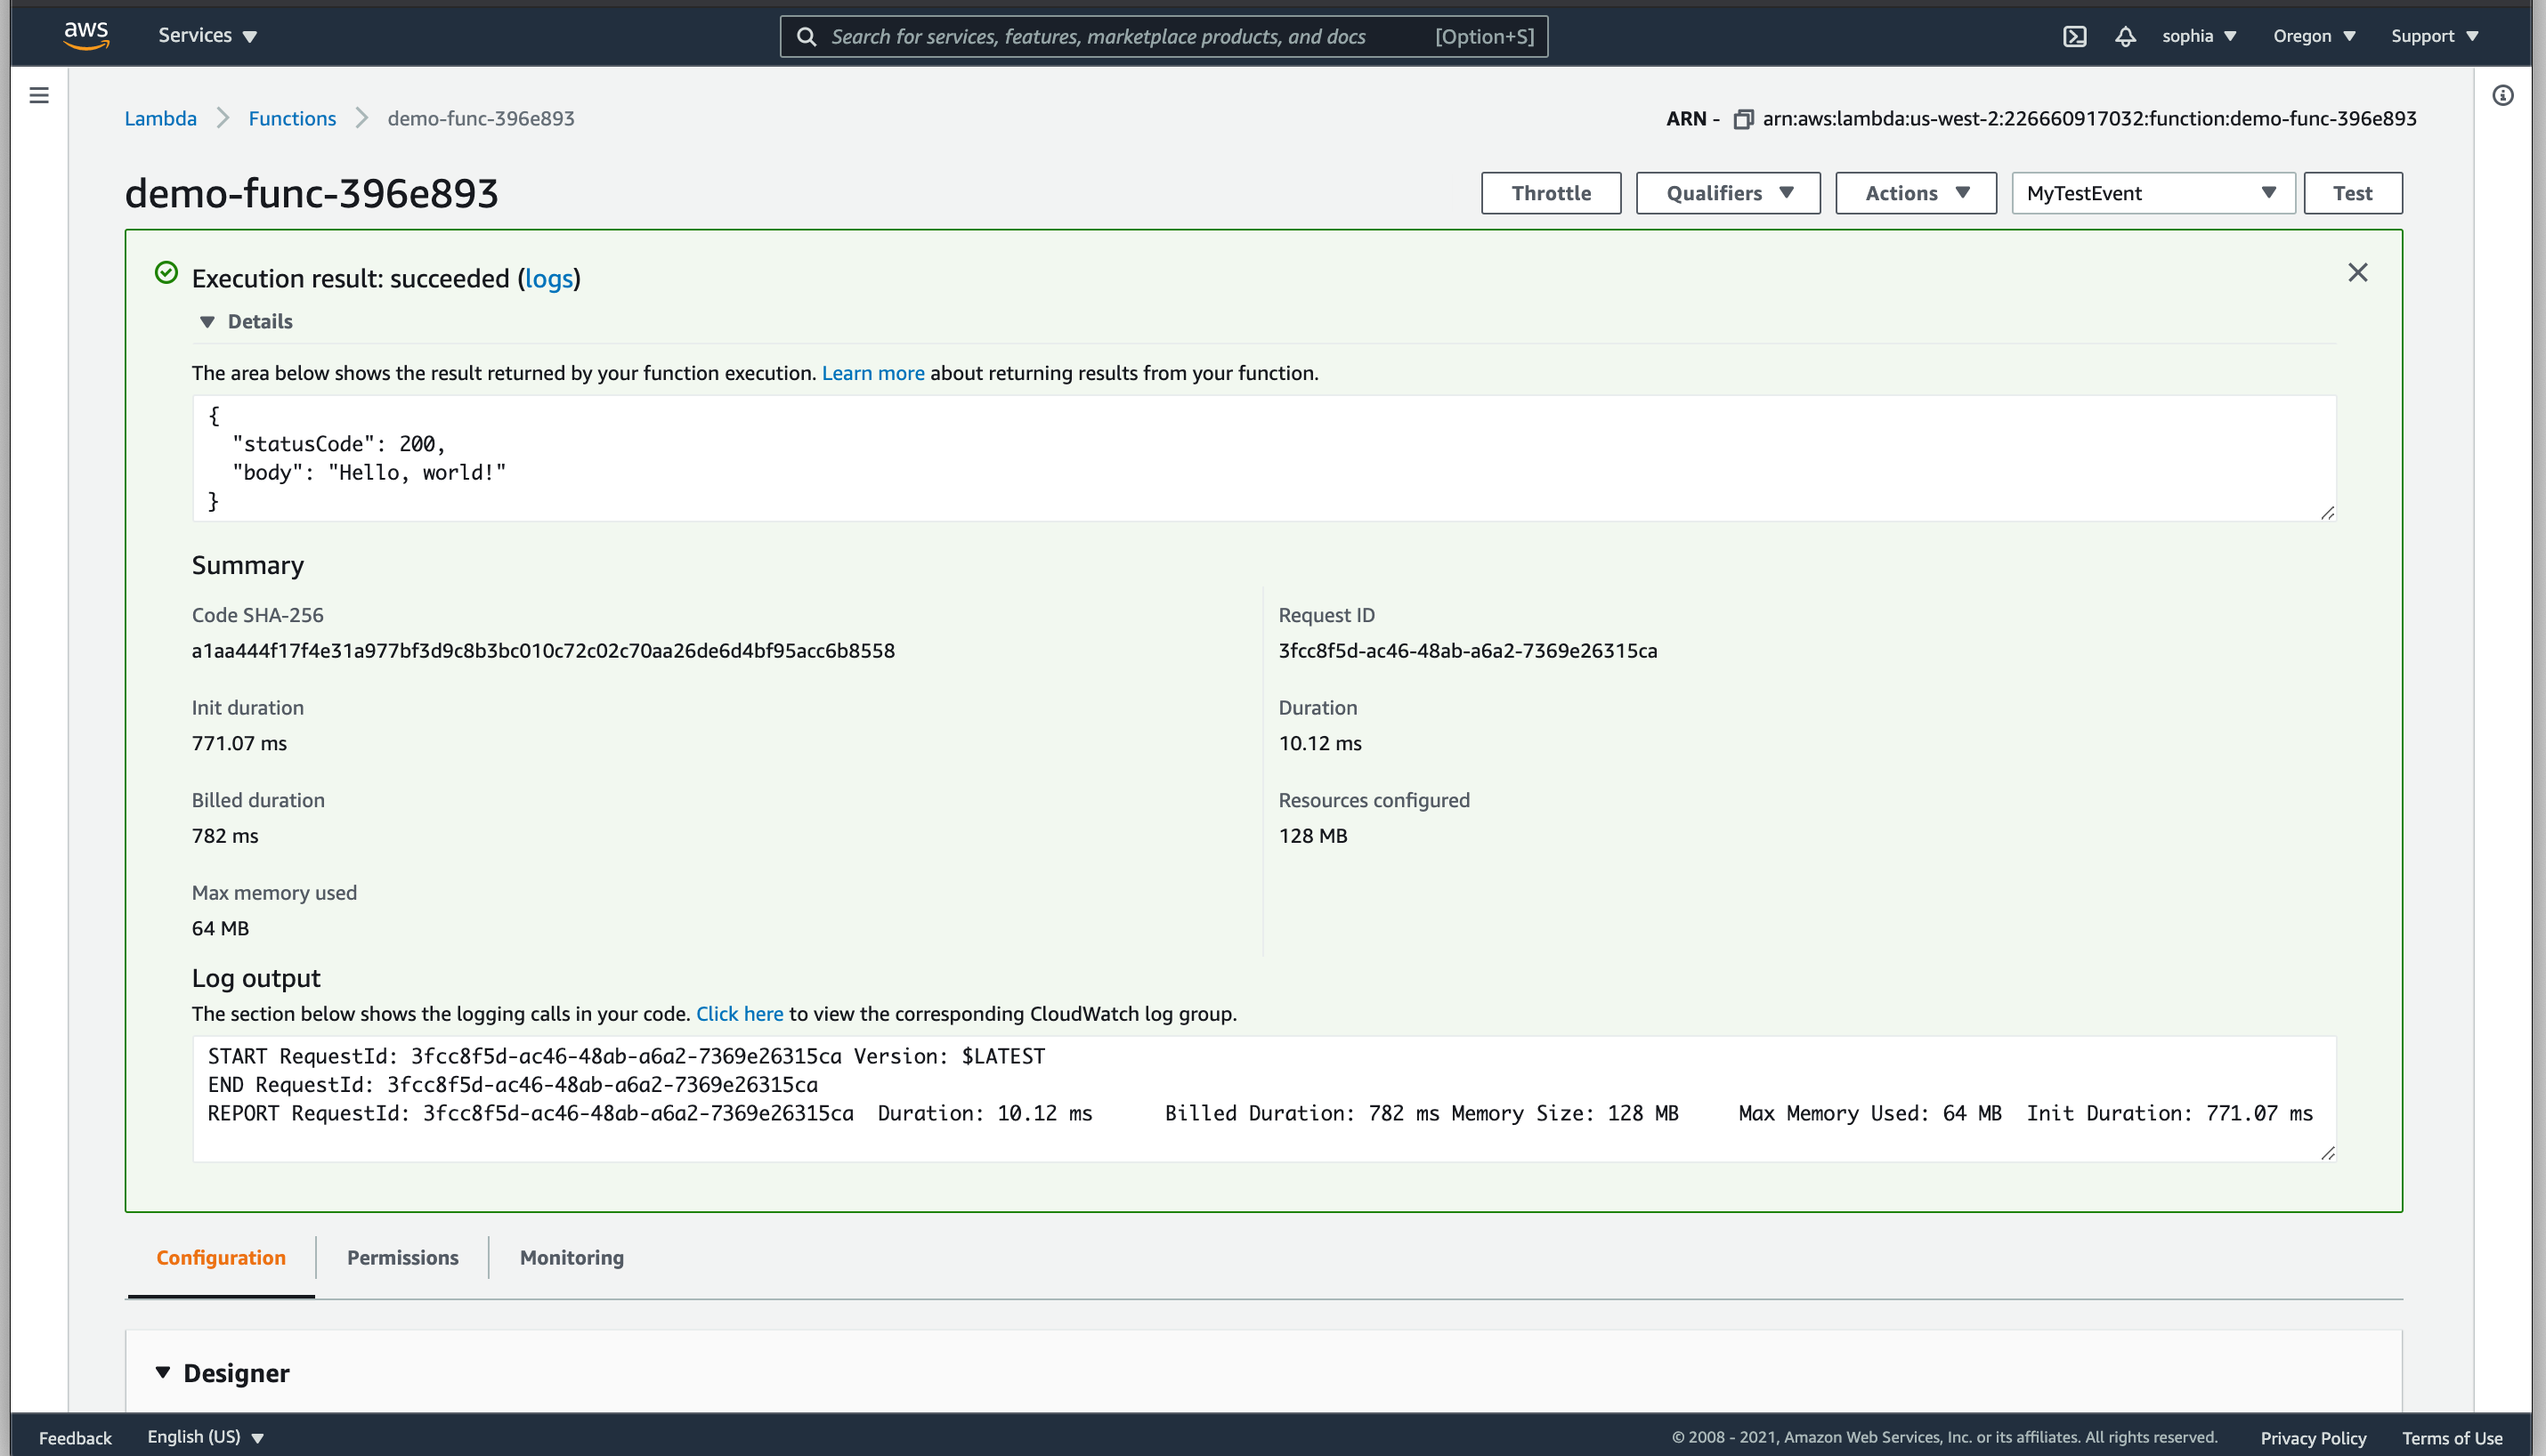 aws Services Search for services, features, marketplace products, and docs [Option+S] sophia Oregon Support
Lambda Functions demo-func-396e893 ARN - arn:aws:lambda:us-west-2:226660917032:function:demo-func-396e893
demo-func-396e893 Throttle Qualifiers Actions MyTestEvent Test
Execution result: succeeded (logs)
Details
The area below shows the result returned by your function execution. Learn more about returning results from your function.
{
"statusCode": 200,
"body": "Hello, world!"
}
Summary
Code SHA-256 Request ID
a1aa444f17f4e31a977bf3d9c8b3bc010c72c02c70aa26de6d4bf95acc6b8558 3fcc8f5d-ac46-48ab-a6a2-7369e26315ca
Init duration Duration
771.07 ms 10.12 ms
Billed duration Resources configured
782 ms 128 MB
Max memory used
64 MB
Log output
The section below shows the logging calls in your code. Click here to view the corresponding CloudWatch log group.
START RequestId: 3fcc8f5d-ac46-48ab-a6a2-7369e26315ca Version: $LATEST
END RequestId: 3fcc8f5d-ac46-48ab-a6a2-7369e26315ca
REPORT RequestId: 3fcc8f5d-ac46-48ab-a6a2-7369e26315ca Duration: 10.12 ms Billed Duration: 782 ms Memory Size: 128 MB Max Memory Used: 64 MB Init Duration: 771.07 ms
Configuration Permissions Monitoring
Designer
Feedback English (US) © 2008 - 2021, Amazon Web Services, Inc. or its affiliates. All rights reserved. Privacy Policy Terms of Use